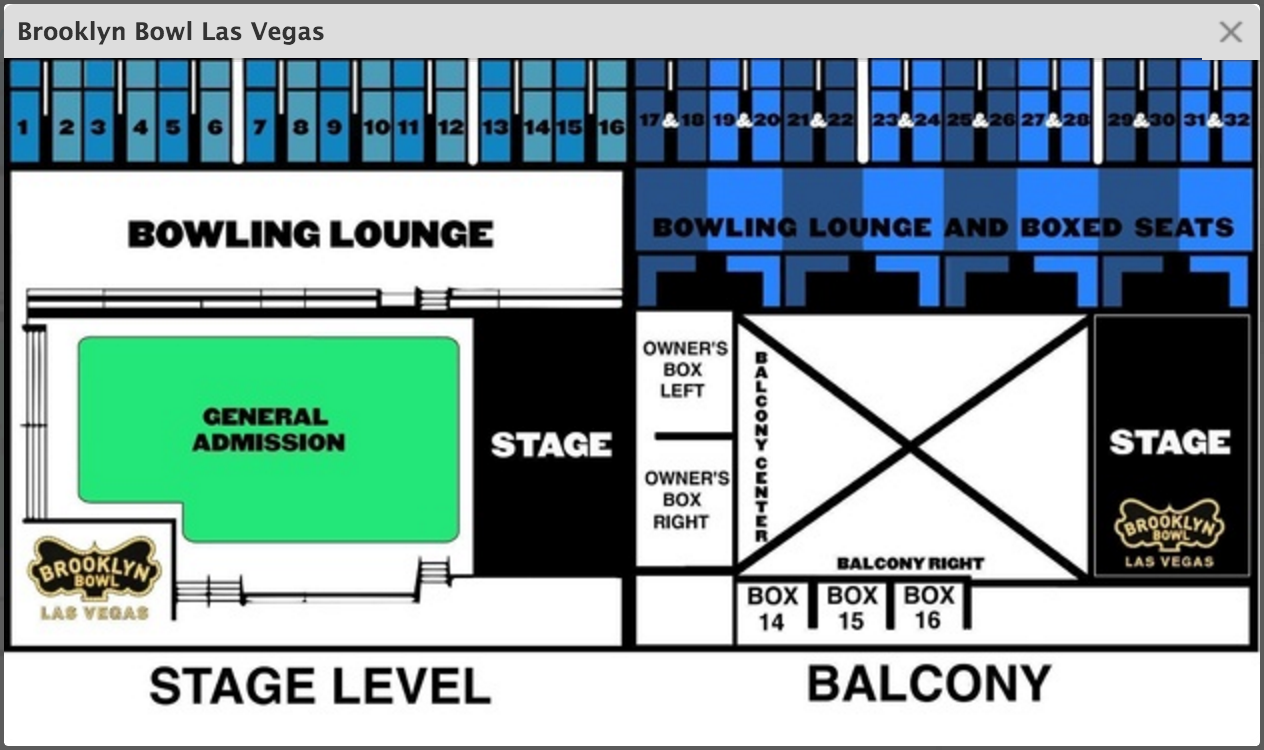 Brooklyn Bowl Las Vegas
1 2 3 4 5 6 7 8 9 10 11 12 13 14 15 16
17 & 18 19 & 20 21 & 22 23 & 24 25 & 26 27 & 28 29 & 30 31 & 32
BOWLING LOUNGE
BOWLING LOUNGE AND BOXED SEATS
GENERAL
ADMISSION
STAGE
BROOKLYN
BOWL
LAS VEGAS
OWNER'S
BOX
LEFT
OWNER'S
BOX
RIGHT
BALCONY CENTER
BALCONY RIGHT
STAGE
BROOKLYN
BOWL
LAS VEGAS
BOX
14
BOX
15
BOX
16
STAGE LEVEL
BALCONY